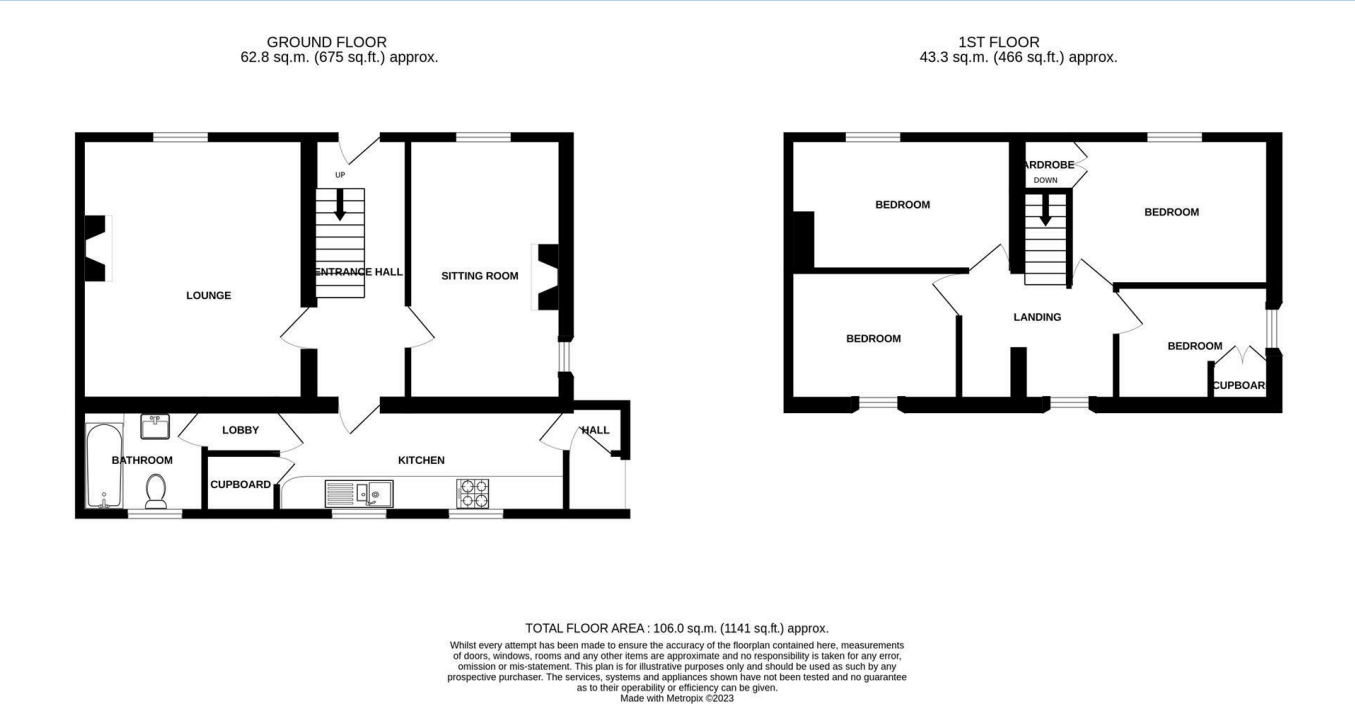 GROUND FLOOR
62.8 sq.m. (675 sq.ft.) approx.
1ST FLOOR
43.3 sq.m. (466 sq.ft.) approx.
UP
ENTRANCE HALL
SITTING ROOM
LOUNGE
LOBBY
HALL
BATHROOM
KITCHEN
CUPBOARD
ARDROBE
DOWN
BEDROOM
BEDROOM
LANDING
BEDROOM
BEDROOM
CUPBOAR
TOTAL FLOOR AREA : 106.0 sq.m. (1141 sq.ft.) approx.
Whilst every attempt has been made to ensure the accuracy of the floorplan contained here, measurements
of doors, windows, rooms and any other items are approximate and no responsibility is taken for any error,
omission or mis-statement. This plan is for illustrative purposes only and should be used as such by any
prospective purchaser. The services, systems and appliances shown have not been tested and no guarantee
as to their operability or efficiency can be given.
Made with Metropix ©2023